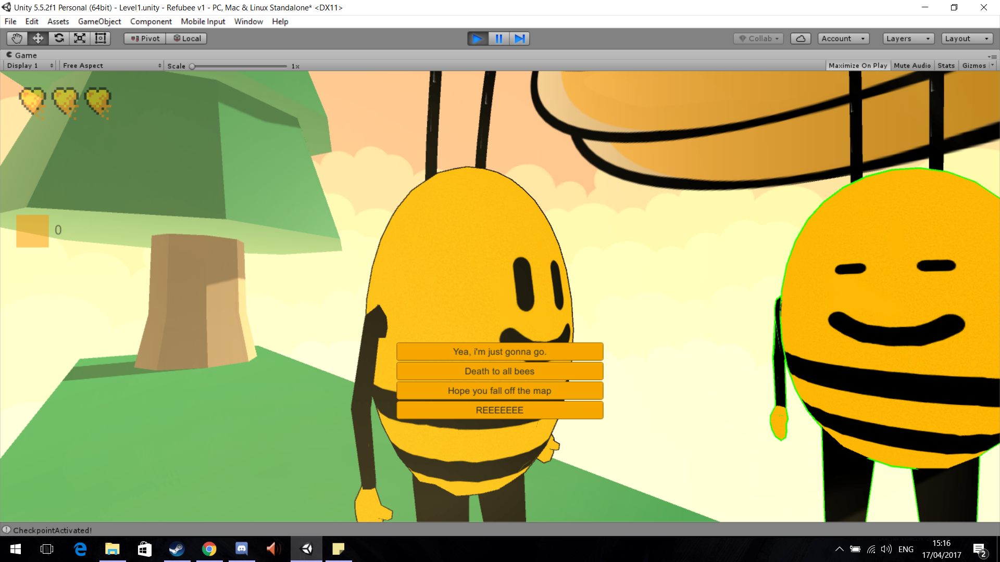 Unity 5.5.2f1 Personal (64bit) - Level1.unity - Refubee v1 - PC, Mac & Linux Standalone* <DX11>
File Edit Assets GameObject Component Mobile Input Window Help
Pivot Local Collab Account Layers Layout
Game
Display 1 Free Aspect Scale 1x Maximize On Play Mute Audio Stats Gizmos
0
Yea, i'm just gonna go.
Death to all bees
Hope you fall off the map
REEEEEEE
CheckpointActivated!
ENG
15:16
17/04/2017
2